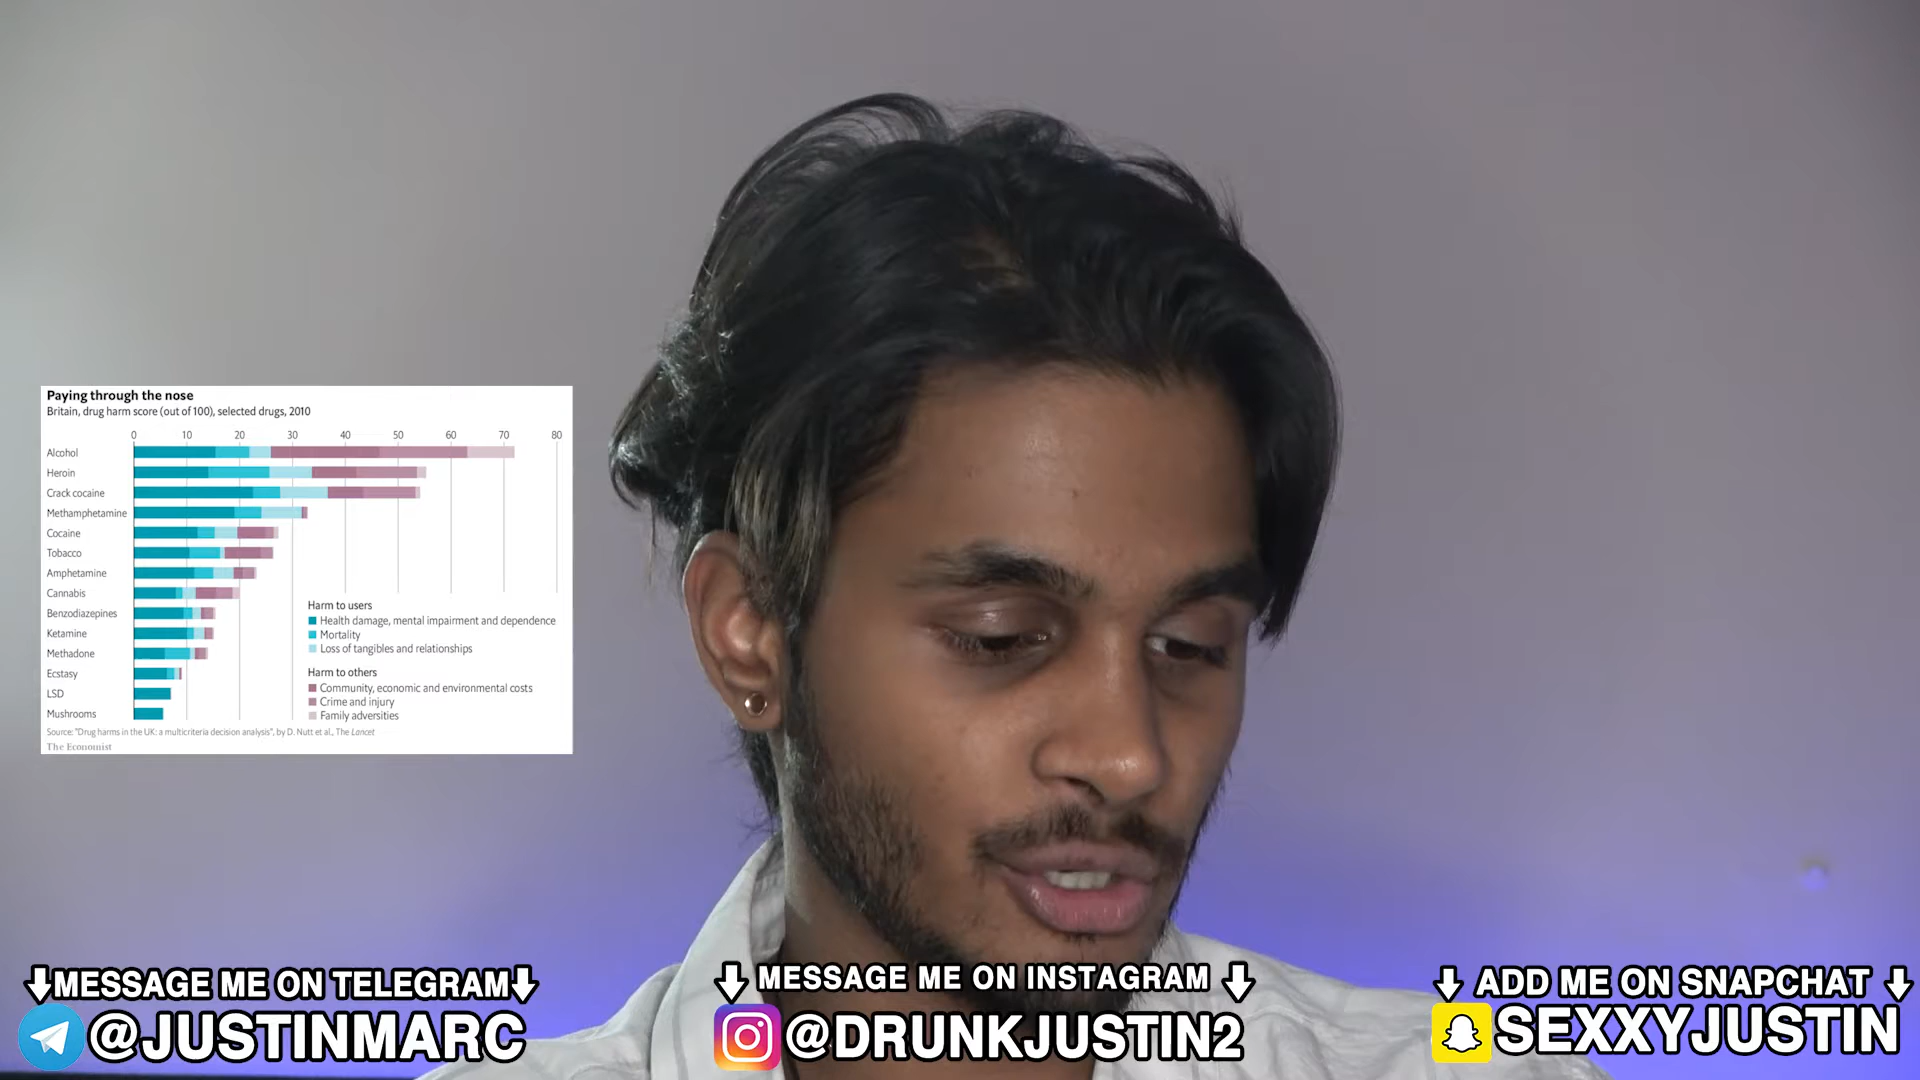 Paying through the nose
Britain, drug harm score (out of 100), selected drugs, 2010
0 10 20 30 40 50 60 70 80
Alcohol
Heroin
Crack cocaine
Methamphetamine
Cocaine
Tobacco
Amphetamine
Cannabis
Benzodiazepines
Ketamine
Methadone
Ecstasy
LSD
Mushrooms
Harm to users
Health damage, mental impairment and dependence
Mortality
Loss of tangibles and relationships
Harm to others
Community, economic and environmental costs
Crime and injury
Family adversities
Source: "Drug harms in the UK: a multicriteria decision analysis", by D. Nutt et al., The Lancet
The Economist
MESSAGE ME ON TELEGRAM
@JUSTINMARC
MESSAGE ME ON INSTAGRAM
@DRUNKJUSTIN2
ADD ME ON SNAPCHAT
SEXXYJUSTIN